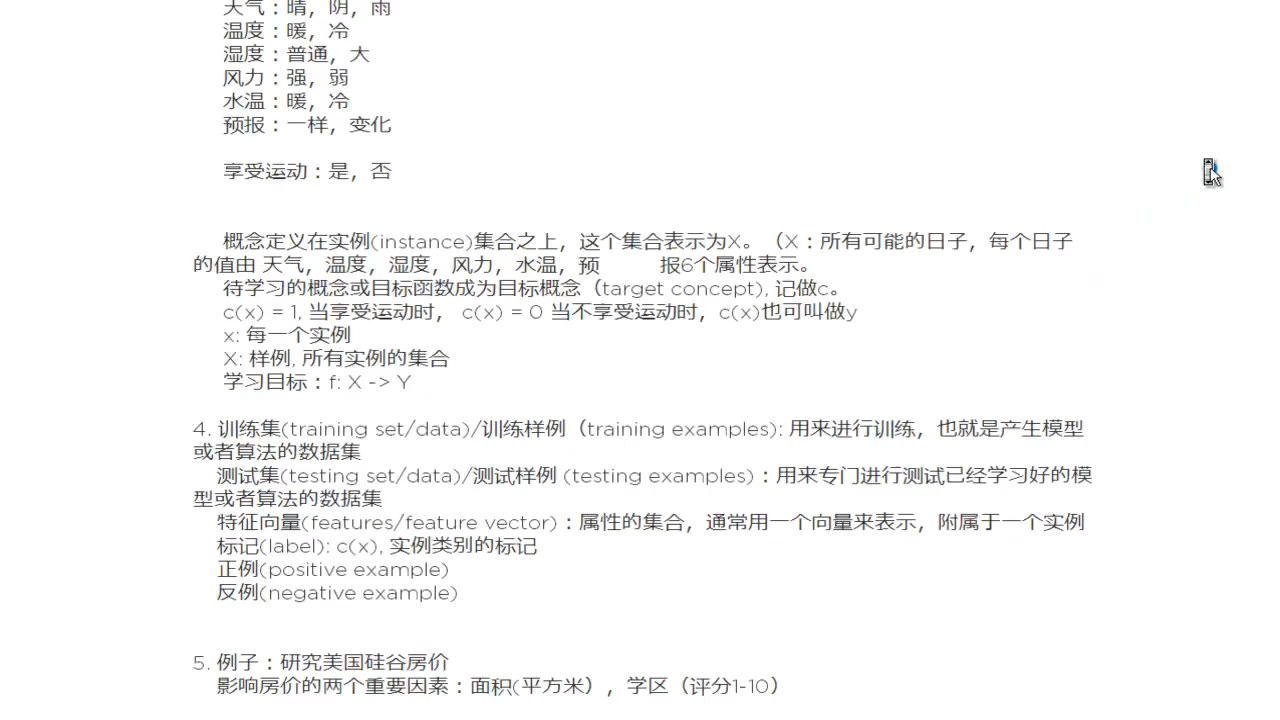 天气：晴，阴，雨
温度：暖，冷
湿度：普通，大
风力：强，弱
水温：暖，冷
预报：一样，变化
享受运动：是，否
概念定义在实例(instance)集合之上，这个集合表示为X。（X：所有可能的日子，每个日子
的值由 天气，温度，湿度，风力，水温，预 报6个属性表示。
待学习的概念或目标函数成为目标概念（target concept), 记做c。
c(x) = 1, 当享受运动时， c(x) = 0 当不享受运动时，c(x)也可叫做y
x: 每一个实例
X: 样例, 所有实例的集合
学习目标：f: X -> Y
4. 训练集(training set/data)/训练样例（training examples): 用来进行训练，也就是产生模型
或者算法的数据集
测试集(testing set/data)/测试样例 (testing examples)：用来专门进行测试已经学习好的模
型或者算法的数据集
特征向量(features/feature vector)：属性的集合，通常用一个向量来表示，附属于一个实例
标记(label): c(x), 实例类别的标记
正例(positive example)
反例(negative example)
5. 例子：研究美国硅谷房价
影响房价的两个重要因素：面积(平方米），学区（评分1-10）